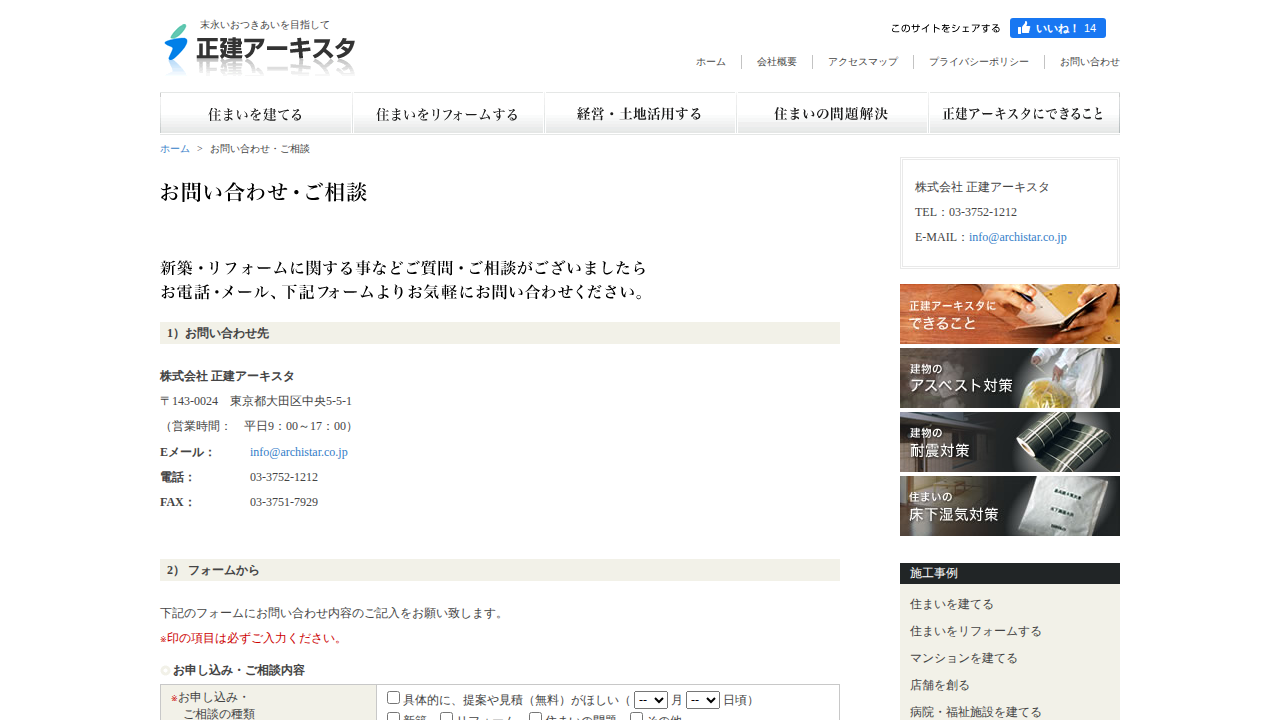 末永いおつきあいを目指して
正建アーキスタ
このサイトをシェアする
いいね！ 14
ホーム
会社概要
アクセスマップ
プライバシーポリシー
お問い合わせ
住まいを建てる
住まいをリフォームする
経営・土地活用する
住まいの問題解決
正建アーキスタにできること
ホーム > お問い合わせ・ご相談
お問い合わせ・ご相談
新築・リフォームに関する事などご質問・ご相談がございましたら
お電話・メール、下記フォームよりお気軽にお問い合わせください。
1）お問い合わせ先
株式会社 正建アーキスタ
〒143-0024　東京都大田区中央5-5-1
（営業時間：　平日9：00～17：00）
Eメール： info@archistar.co.jp
電話： 03-3752-1212
FAX： 03-3751-7929
2） フォームから
下記のフォームにお問い合わせ内容のご記入をお願い致します。
※印の項目は必ずご入力ください。
◎ お申し込み・ご相談内容
※お申し込み・
ご相談の種類
具体的に、提案や見積（無料）がほしい（ -- 月 -- 日頃）
新築 リフォーム 住まいの問題 その他
株式会社 正建アーキスタ
TEL：03-3752-1212
E-MAIL：info@archistar.co.jp
正建アーキスタに
できること
建物の
アスベスト対策
建物の
耐震対策
住まいの
床下湿気対策
施工事例
住まいを建てる
住まいをリフォームする
マンションを建てる
店舗を創る
病院・福祉施設を建てる